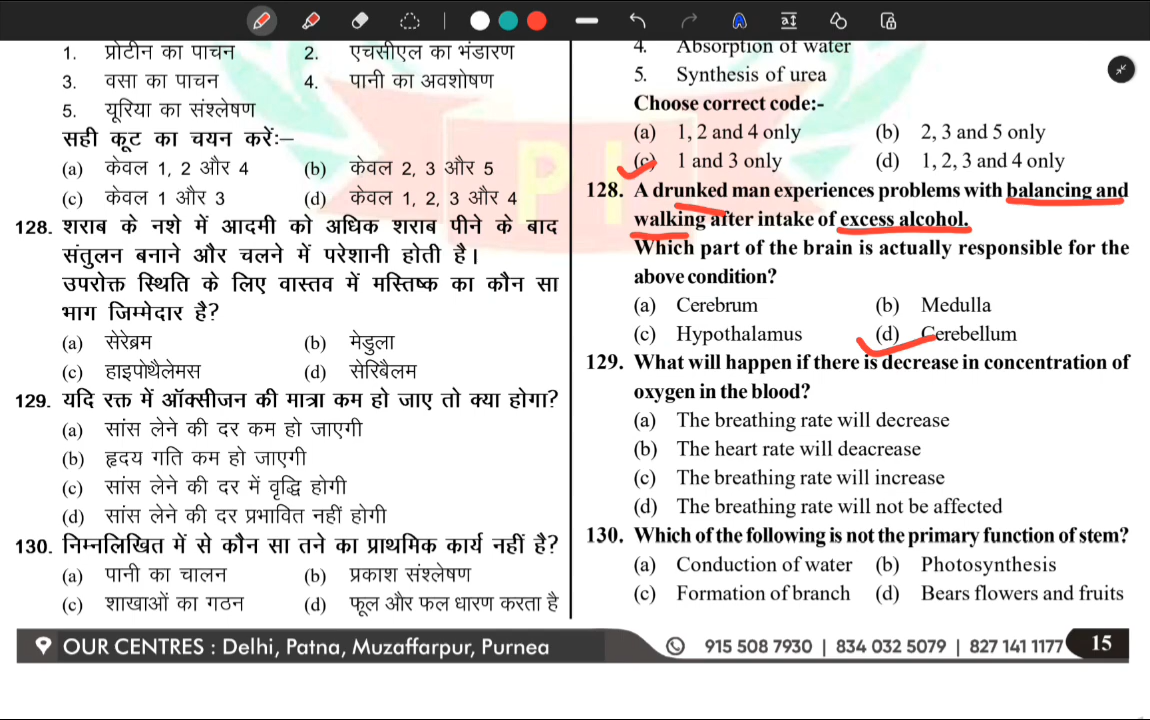 1. प्रोटीन का पाचन 2. एचसीएल का भंडारण
3. वसा का पाचन 4. पानी का अवशोषण
5. यूरिया का संश्लेषण
सही कूट का चयन करें:–
(a) केवल 1, 2 और 4 (b) केवल 2, 3 और 5
(c) केवल 1 और 3 (d) केवल 1, 2, 3 और 4
128. शराब के नशे में आदमी को अधिक शराब पीने के बाद
संतुलन बनाने और चलने में परेशानी होती है।
उपरोक्त स्थिति के लिए वास्तव में मस्तिष्क का कौन सा
भाग जिम्मेदार है?
(a) सेरेब्रम (b) मेडुला
(c) हाइपोथैलेमस (d) सेरिबैलम
129. यदि रक्त में ऑक्सीजन की मात्रा कम हो जाए तो क्या होगा?
(a) सांस लेने की दर कम हो जाएगी
(b) हृदय गति कम हो जाएगी
(c) सांस लेने की दर में वृद्धि होगी
(d) सांस लेने की दर प्रभावित नहीं होगी
130. निम्नलिखित में से कौन सा तने का प्राथमिक कार्य नहीं है?
(a) पानी का चालन (b) प्रकाश संश्लेषण
(c) शाखाओं का गठन (d) फूल और फल धारण करता है
4. Absorption of water
5. Synthesis of urea
Choose correct code:-
(a) 1, 2 and 4 only (b) 2, 3 and 5 only
(c) 1 and 3 only (d) 1, 2, 3 and 4 only
128. A drunked man experiences problems with balancing and
walking after intake of excess alcohol.
Which part of the brain is actually responsible for the
above condition?
(a) Cerebrum (b) Medulla
(c) Hypothalamus (d) Cerebellum
129. What will happen if there is decrease in concentration of
oxygen in the blood?
(a) The breathing rate will decrease
(b) The heart rate will deacrease
(c) The breathing rate will increase
(d) The breathing rate will not be affected
130. Which of the following is not the primary function of stem?
(a) Conduction of water (b) Photosynthesis
(c) Formation of branch (d) Bears flowers and fruits
OUR CENTRES : Delhi, Patna, Muzaffarpur, Purnea
915 508 7930 | 834 032 5079 | 827 141 1177 15